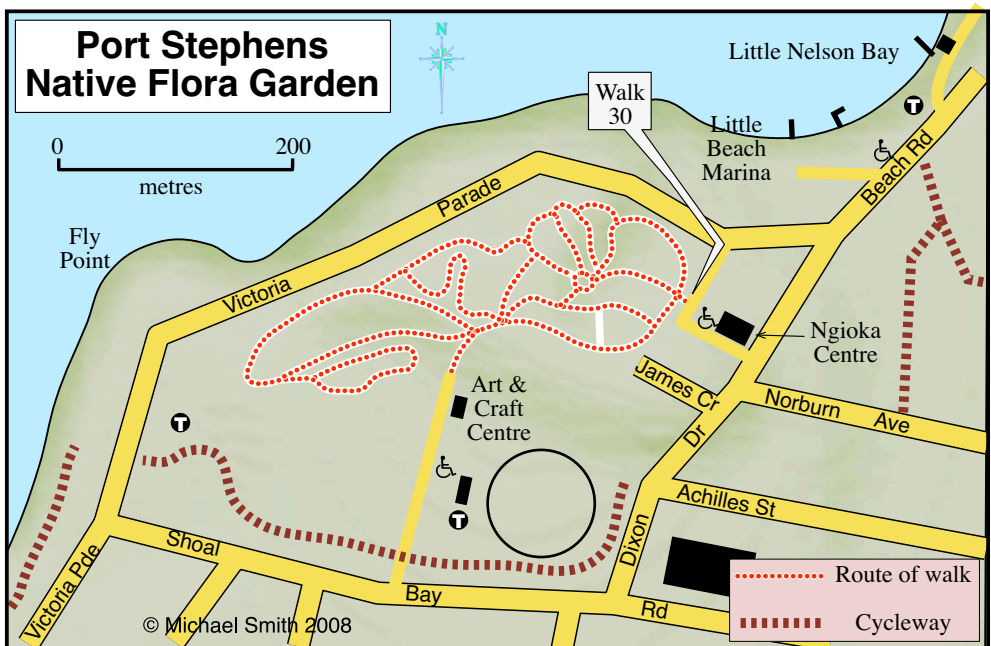 Port Stephens
Native Flora Garden
N
0 200
metres
Little Nelson Bay
Walk
30
T
Little
Beach
Marina
Beach Rd
Parade
Fly
Point
Victoria
Ngioka
Centre
James Cr
Norburn Ave
Art &
Craft
Centre
T
Dr
T
Achilles St
Shoal
Dixon
Victoria Pde
Bay
Rd
Route of walk
Cycleway
© Michael Smith 2008